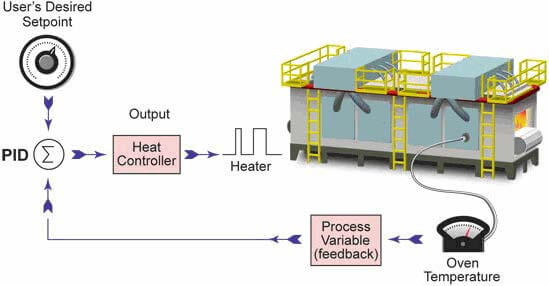 User's Desired
Setpoint
Output
PID
Σ
Heat
Controller
Heater
Process
Variable
(feedback)
Oven
Temperature